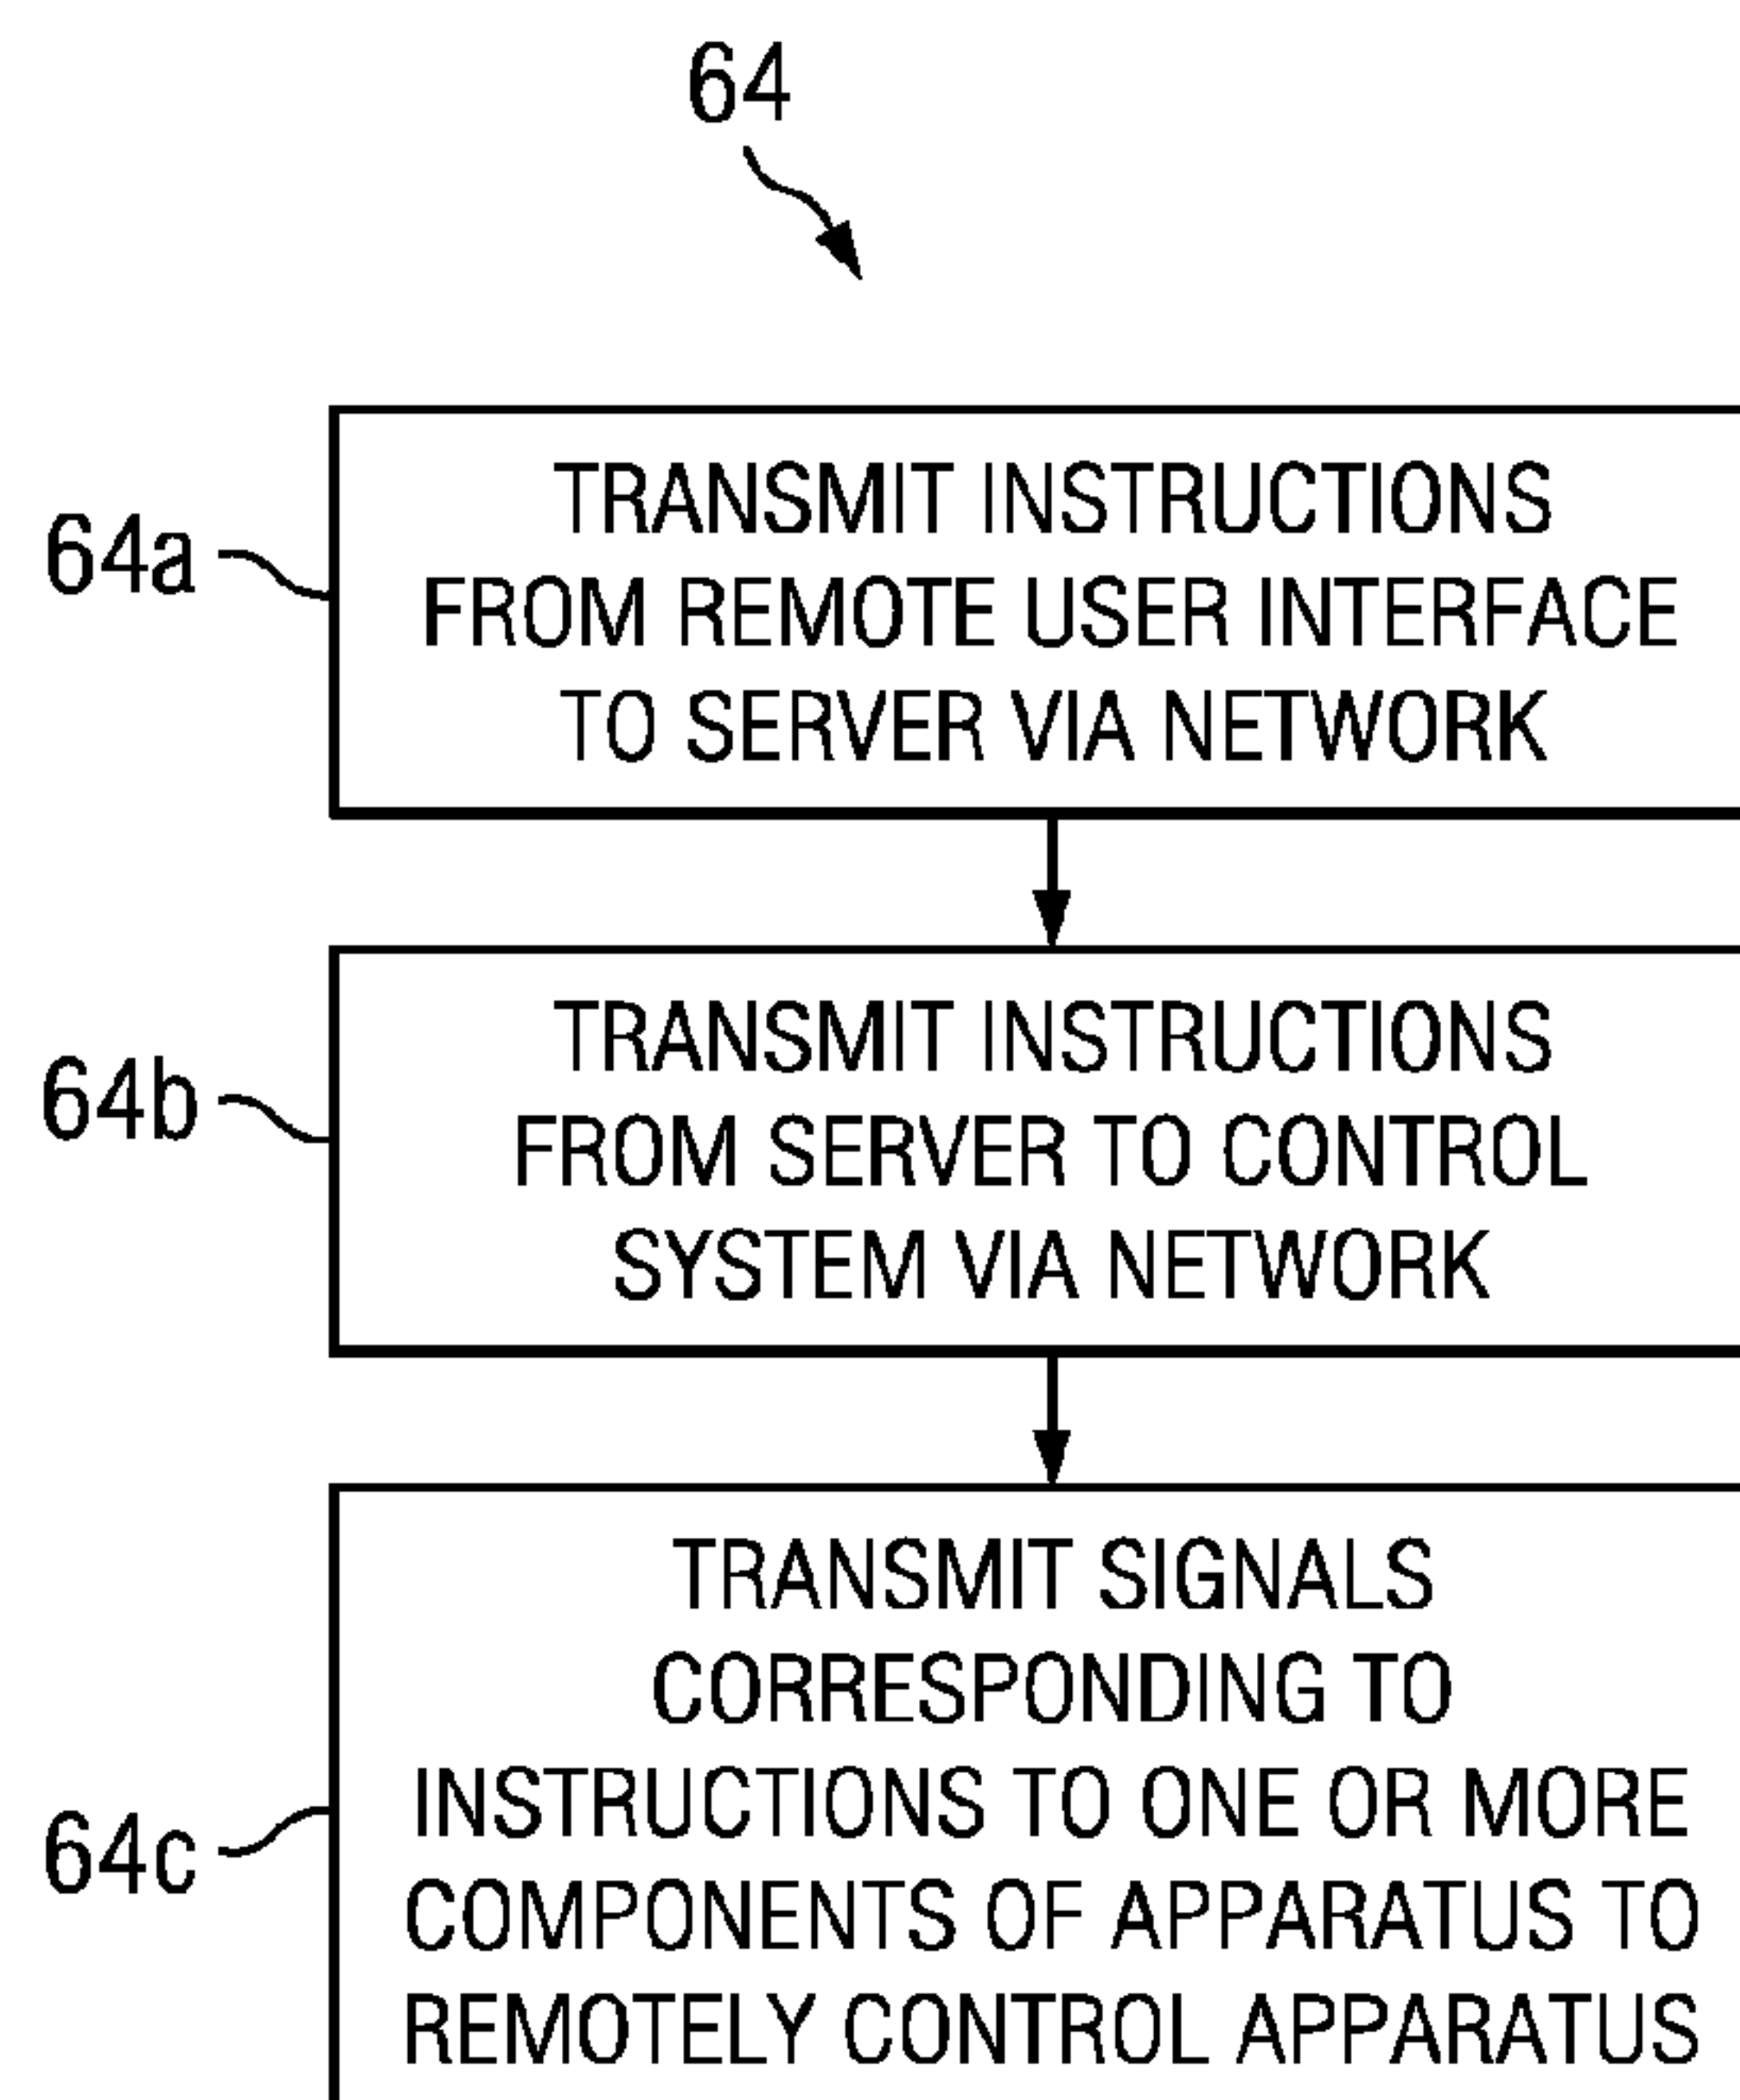 64
64a
TRANSMIT INSTRUCTIONS
FROM REMOTE USER INTERFACE
TO SERVER VIA NETWORK
64b
TRANSMIT INSTRUCTIONS
FROM SERVER TO CONTROL
SYSTEM VIA NETWORK
64c
TRANSMIT SIGNALS
CORRESPONDING TO
INSTRUCTIONS TO ONE OR MORE
COMPONENTS OF APPARATUS TO
REMOTELY CONTROL APPARATUS